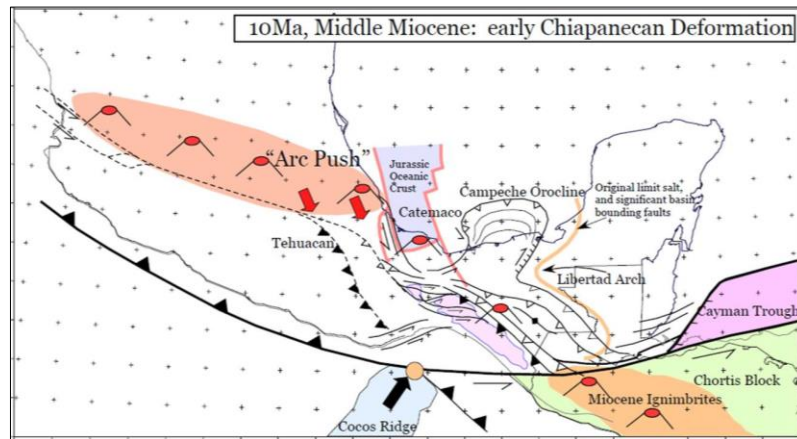 10Ma, Middle Miocene: early Chiapanecan Deformation
"Arc Push"
Jurassic
Oceanic
Crust
Catemaco
Campeche Orocline
Original limit salt,
and significant basin
bounding faults
Tehuacan
Libertad Arch
Cayman Trough
Chortis Block
Miocene Ignimbrites
Cocos Ridge